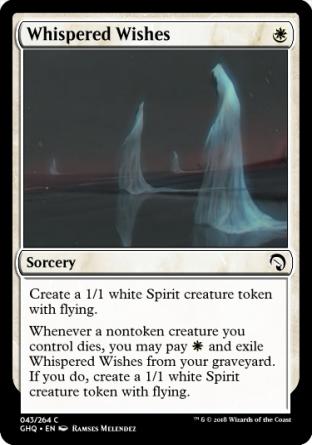 Whispered Wishes
Sorcery
Create a 1/1 white Spirit creature token
with flying.
Whenever a nontoken creature you
control dies, you may pay and exile
Whispered Wishes from your graveyard.
If you do, create a 1/1 white Spirit
creature token with flying.
043/264 C
GHQ • EN Ramses Melendez
™ & © 2018 Wizards of the Coast